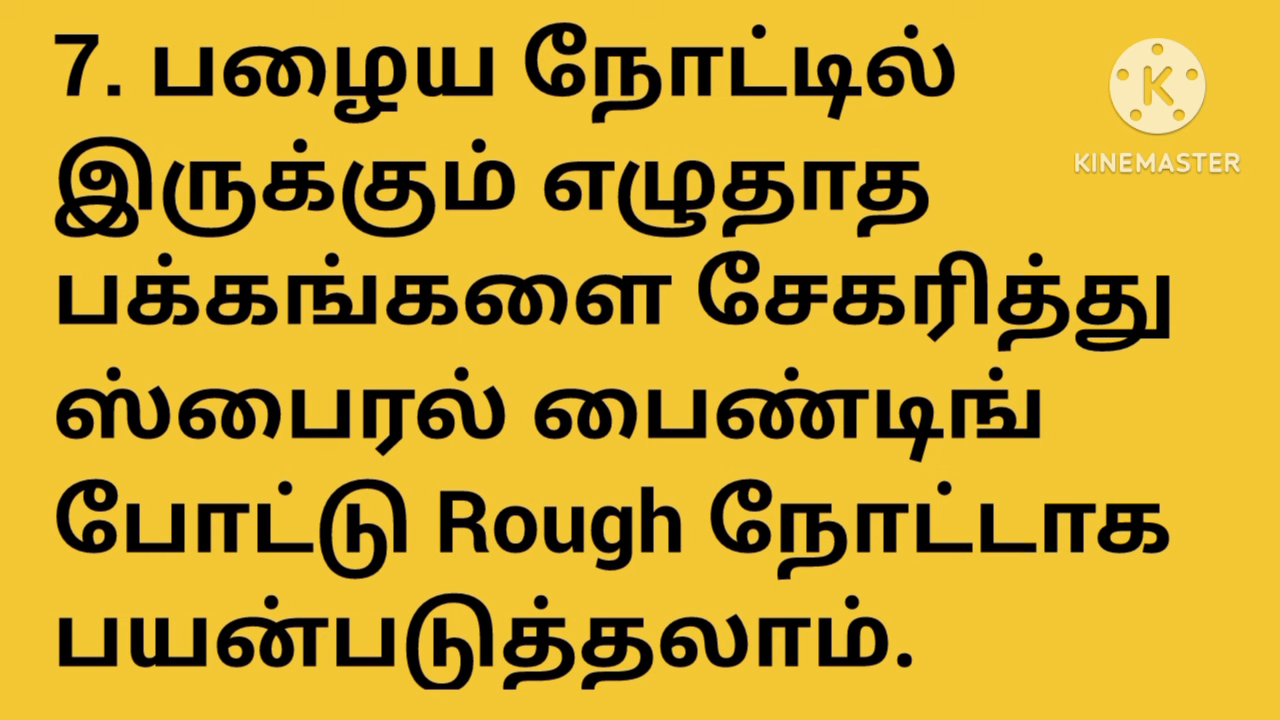 7. பழைய நோட்டில்
இருக்கும் எழுதாத
பக்கங்களை சேகரித்து
ஸ்பைரல் பைண்டிங்
போட்டு Rough நோட்டாக
பயன்படுத்தலாம்.
K
KINEMASTER